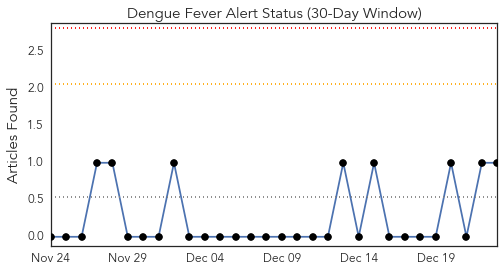 Dengue Fever Alert Status (30-Day Window)
Articles Found
2.5
2.0
1.5
1.0
0.5
0.0
Nov 24 Nov 29 Dec 04 Dec 09 Dec 14 Dec 19